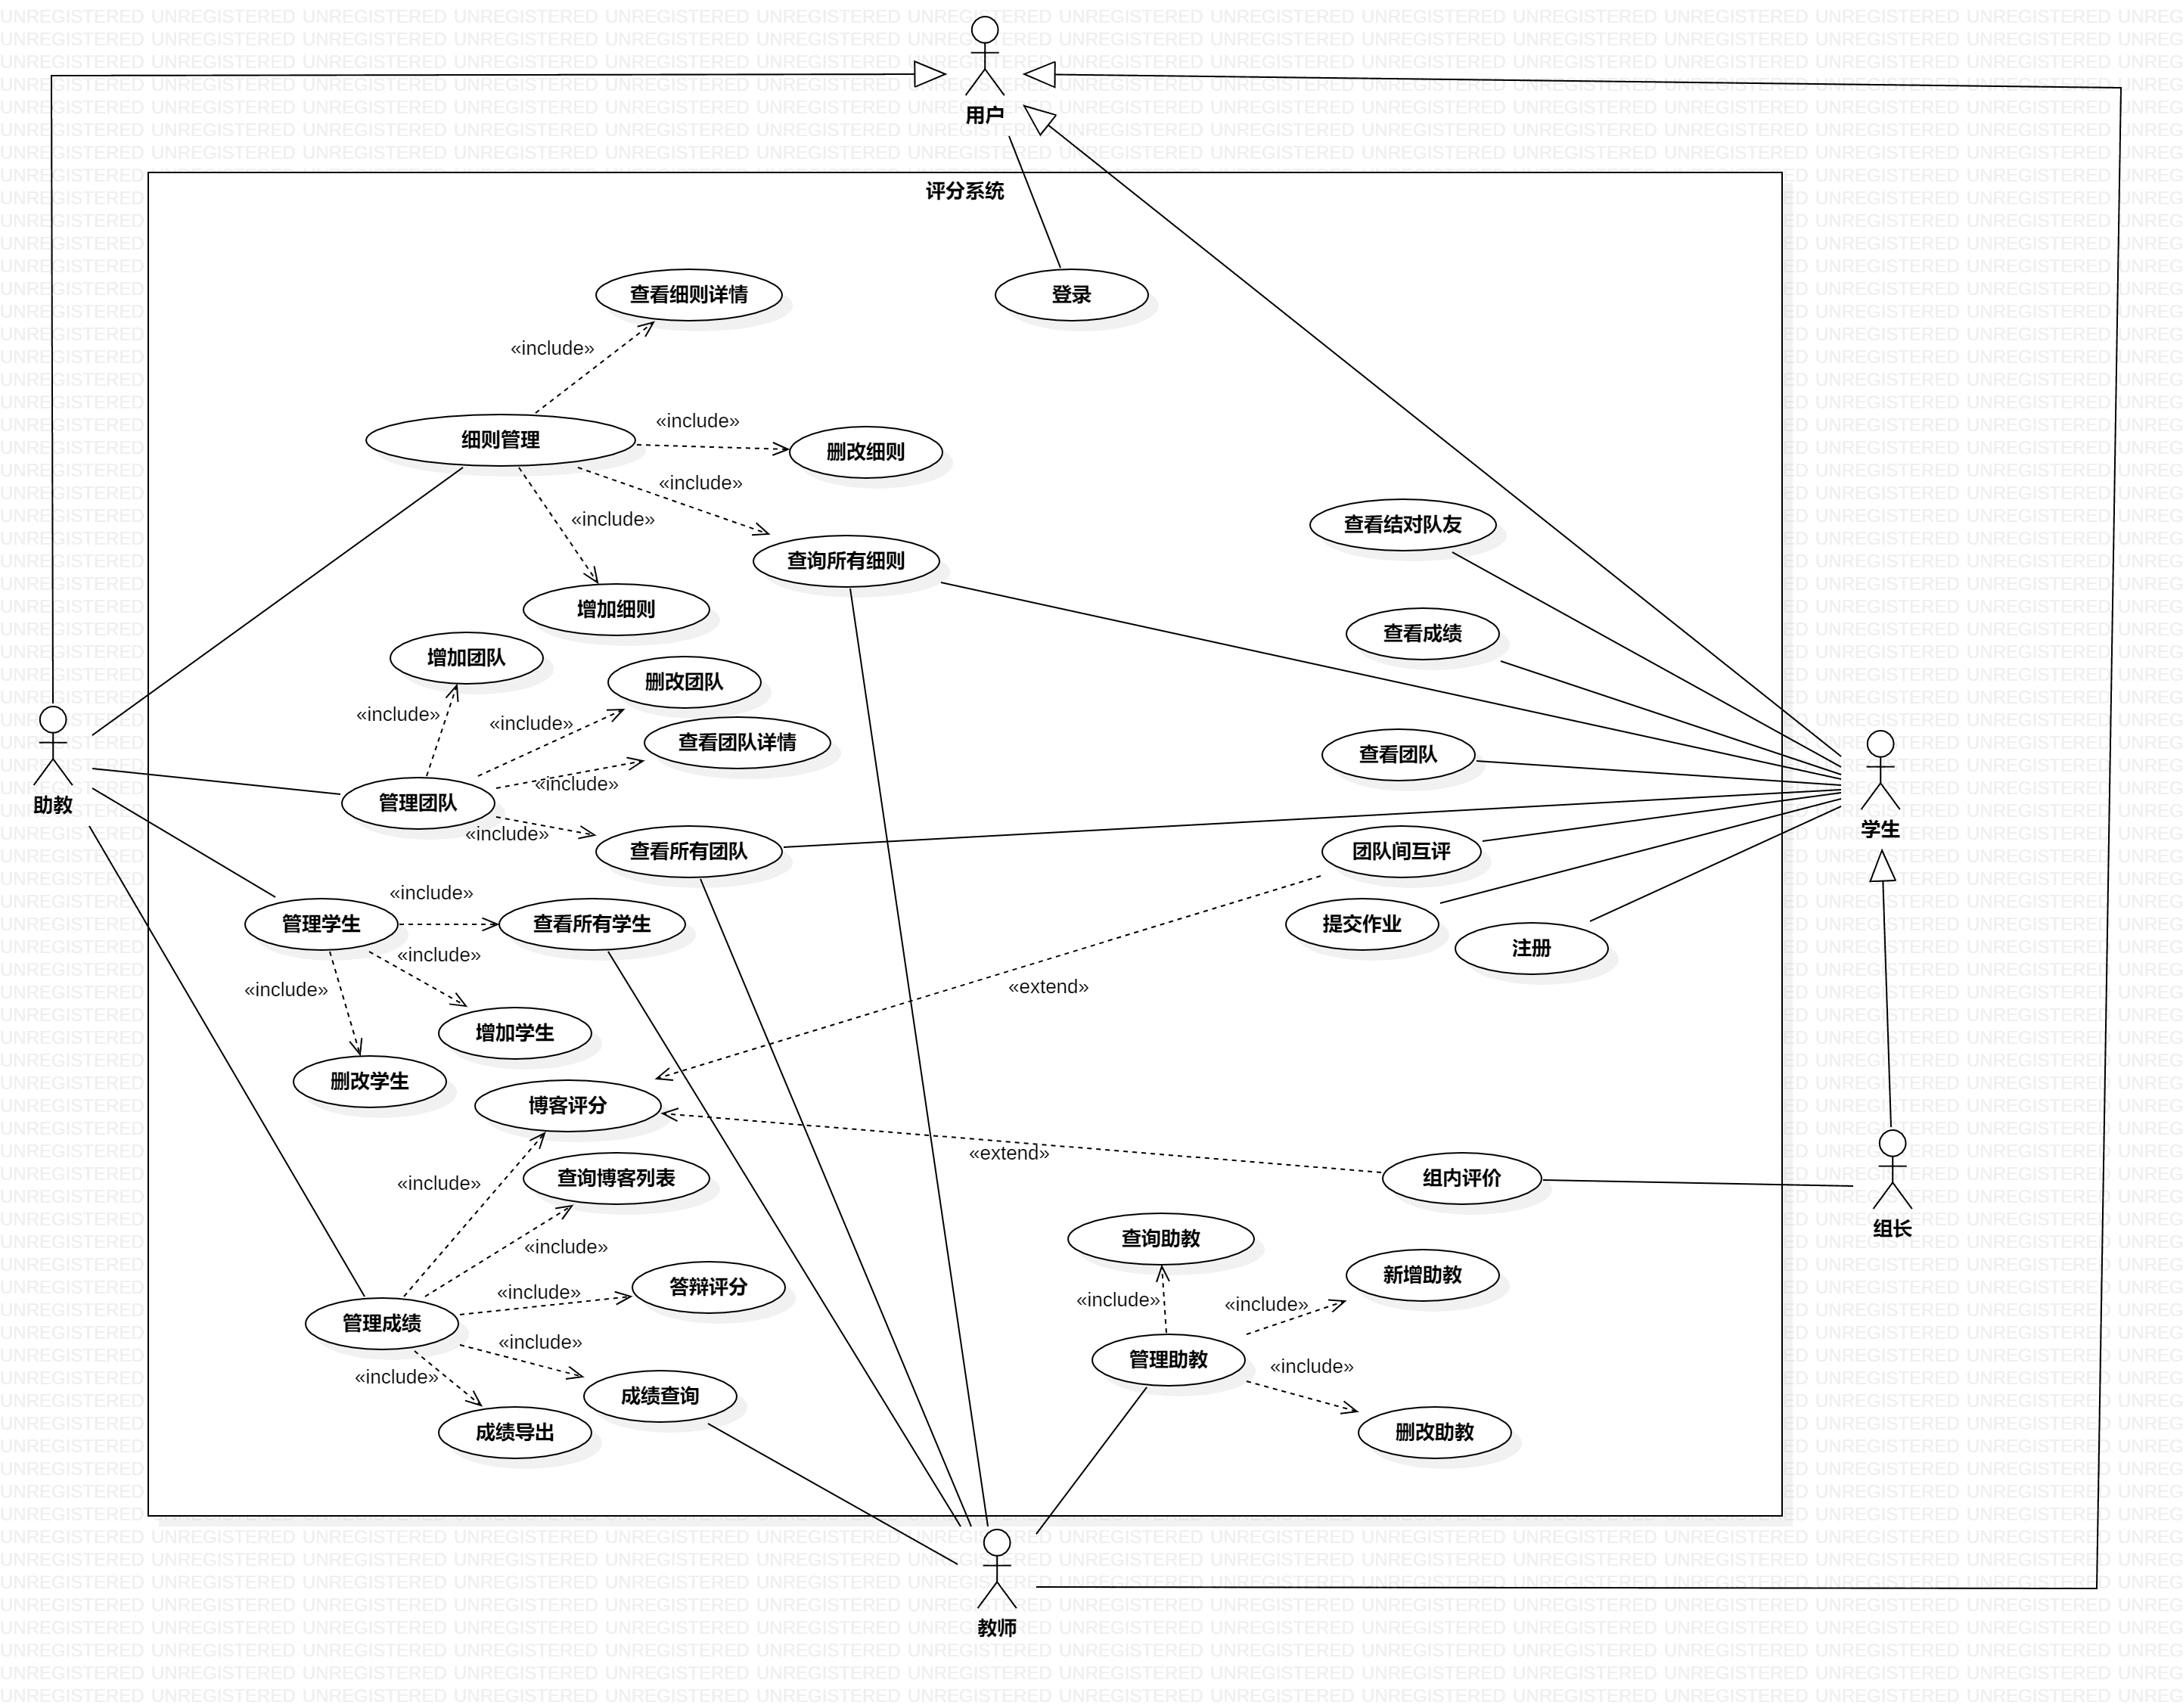 用户
评分系统
查看细则详情
登录
«include»
«include»
细则管理
删改细则
«include»
«include»
查看结对队友
查询所有细则
增加细则
查看成绩
增加团队
删改团队
«include»
«include»
查看团队详情
查看团队
«include»
管理团队
助教
学生
«include»
查看所有团队
团队间互评
«include»
管理学生
查看所有学生
提交作业
注册
«include»
«include»
«extend»
增加学生
删改学生
博客评分
«extend»
«include»
查询博客列表
组内评价
组长
查询助教
«include»
新增助教
答辩评分
«include»
«include»
«include»
管理成绩
«include»
管理助教
«include»
«include»
成绩查询
成绩导出
删改助教
教师
UNREGISTERED